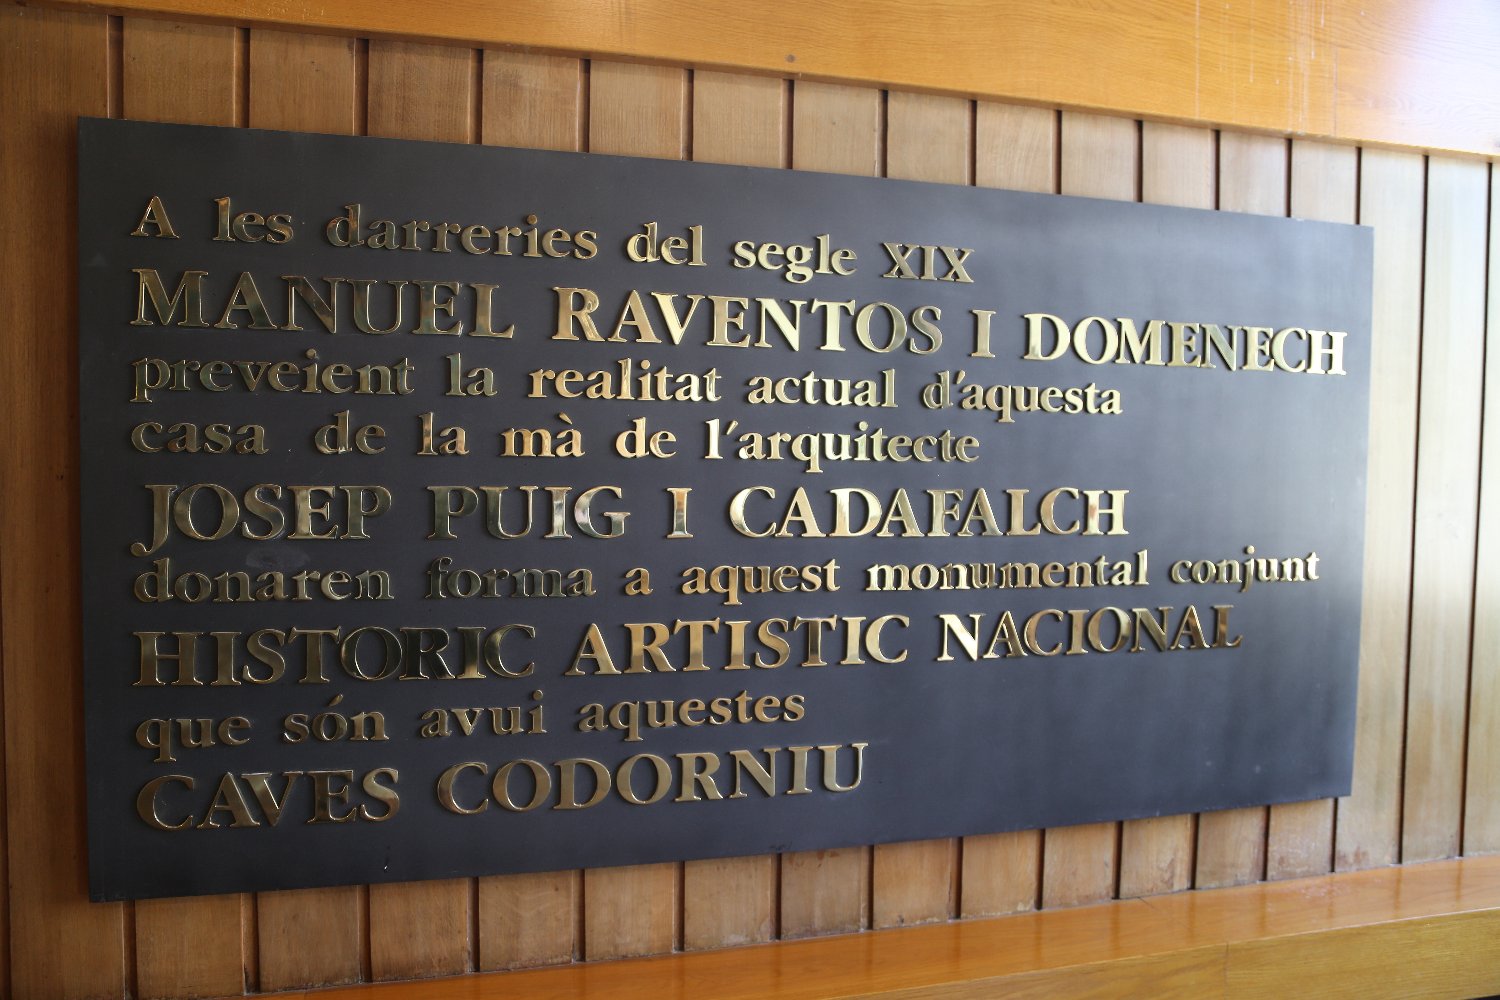 A les darreries del segle XIX
MANUEL RAVENTOS I DOMENECH
preveient la realitat actual d'aquesta
casa de la mà de l'arquitecte
JOSEP PUIG I CADAFALCH
donaren forma a aquest monumental conjunt
HISTORIC ARTISTIC NACIONAL
que són avui aquestes
CAVES CODORNIU